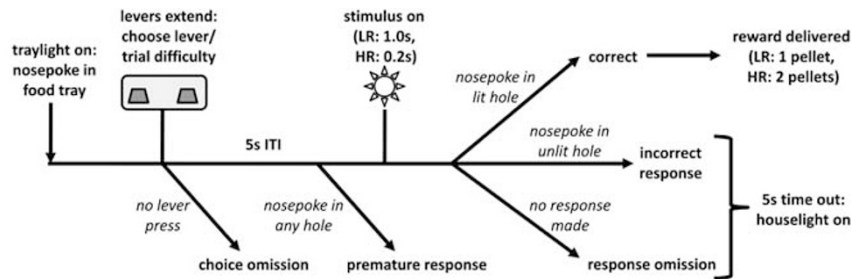 traylight on:
nosepoke in
food tray
levers extend:
choose lever/
trial difficulty
5s ITI
stimulus on
(LR: 1.0s,
HR: 0.2s)
nosepoke in
lit hole
correct
reward delivered
(LR: 1 pellet,
HR: 2 pellets)
nosepoke in
unlit hole
incorrect
response
no lever
press
choice omission
nosepoke in
any hole
premature response
no response
made
response omission
5s time out:
houselight on